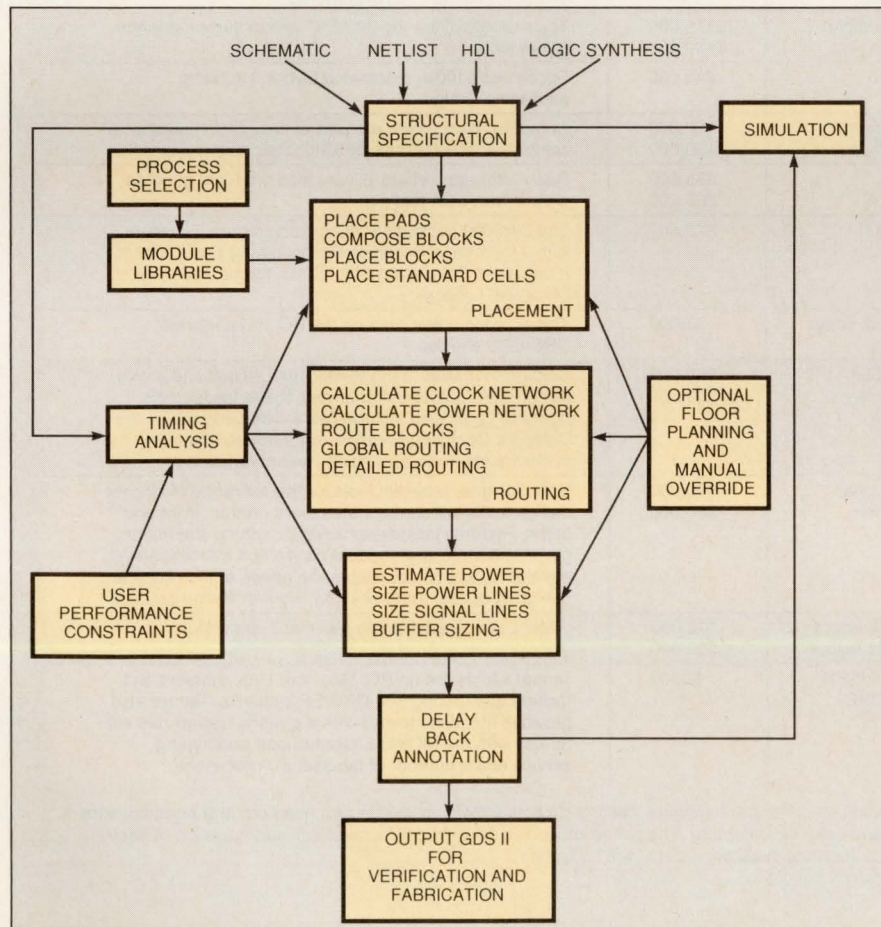 SCHEMATIC NETLIST HDL LOGIC SYNTHESIS
STRUCTURAL
SPECIFICATION
SIMULATION
PROCESS
SELECTION
MODULE
LIBRARIES
PLACE PADS
COMPOSE BLOCKS
PLACE BLOCKS
PLACE STANDARD CELLS
PLACEMENT
TIMING
ANALYSIS
CALCULATE CLOCK NETWORK
CALCULATE POWER NETWORK
ROUTE BLOCKS
GLOBAL ROUTING
DETAILED ROUTING
ROUTING
OPTIONAL
FLOOR
PLANNING
AND
MANUAL
OVERRIDE
USER
PERFORMANCE
CONSTRAINTS
ESTIMATE POWER
SIZE POWER LINES
SIZE SIGNAL LINES
BUFFER SIZING
DELAY
BACK
ANNOTATION
OUTPUT GDS II
FOR
VERIFICATION AND
FABRICATION